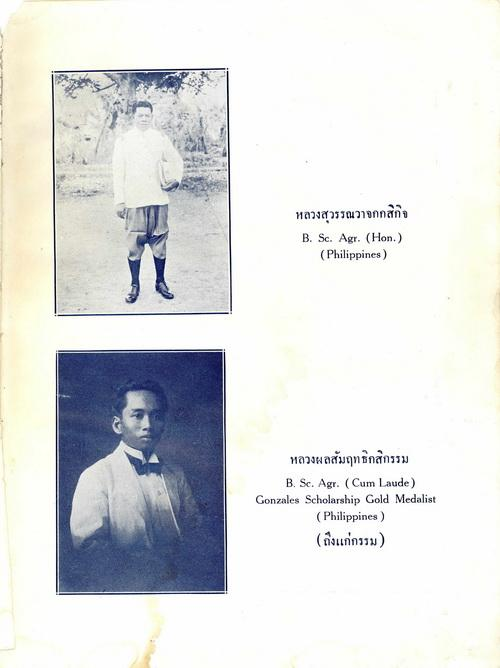 หลวงสุวรรณวาจกกสิกิจ
B. Sc. Agr. (Hon.)
(Philippines)
หลวงผลสัมฤทธิกสิกรรม
B. Sc. Agr. (Cum Laude)
Gonzales Scholarship Gold Medalist
(Philippines)
(ถึงแก่กรรม)